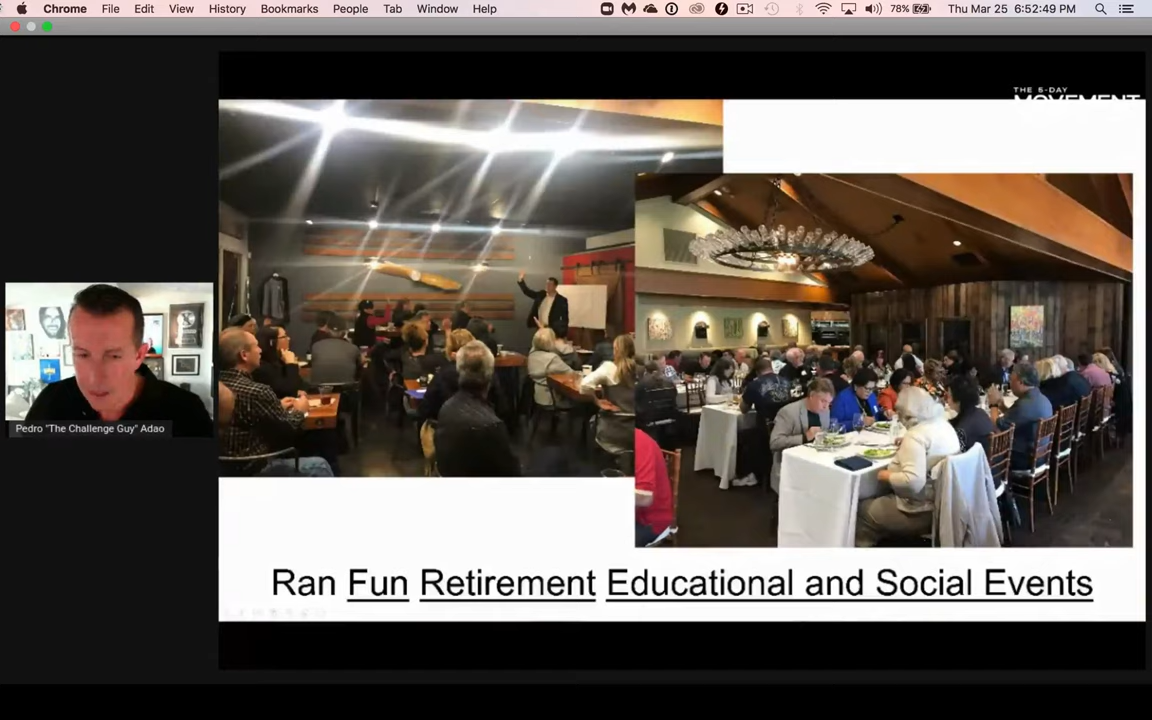 Chrome File Edit View History Bookmarks People Tab Window Help 78% Thu Mar 25 6:52:49 PM
THE 5-DAY
MOVEMENT
Pedro "The Challenge Guy" Adao
Ran Fun Retirement Educational and Social Events